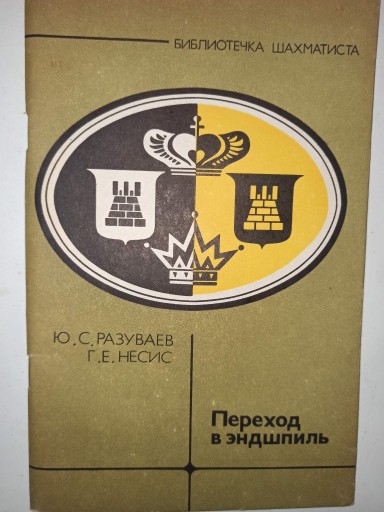 БИБЛИОТЕЧКА ШАХМАТИСТА
Ю.С.РАЗУВАЕВ
Г.Е.НЕСИС
Переход
в эндшпиль